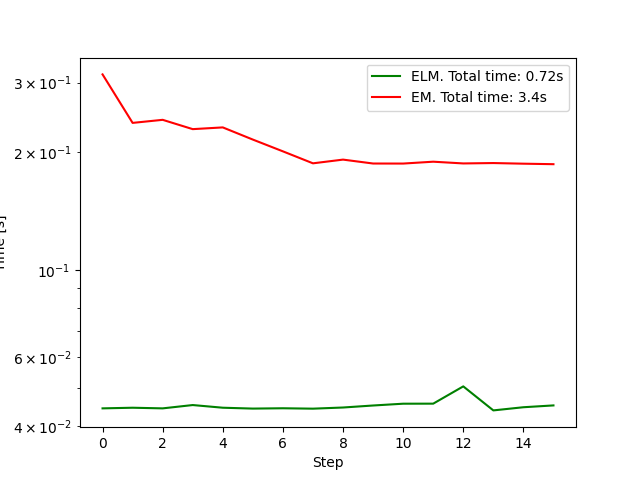 ELM. Total time: 0.72s
EM. Total time: 3.4s
3 × 10⁻¹
2 × 10⁻¹
10⁻¹
6 × 10⁻²
4 × 10⁻²
0 2 4 6 8 10 12 14
Step